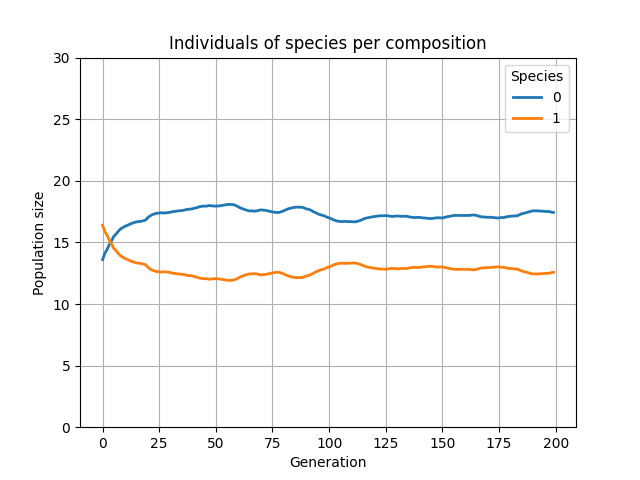 Individuals of species per composition
Species
0
1
30
25
20
15
10
5
0
Population size
0 25 50 75 100 125 150 175 200
Generation